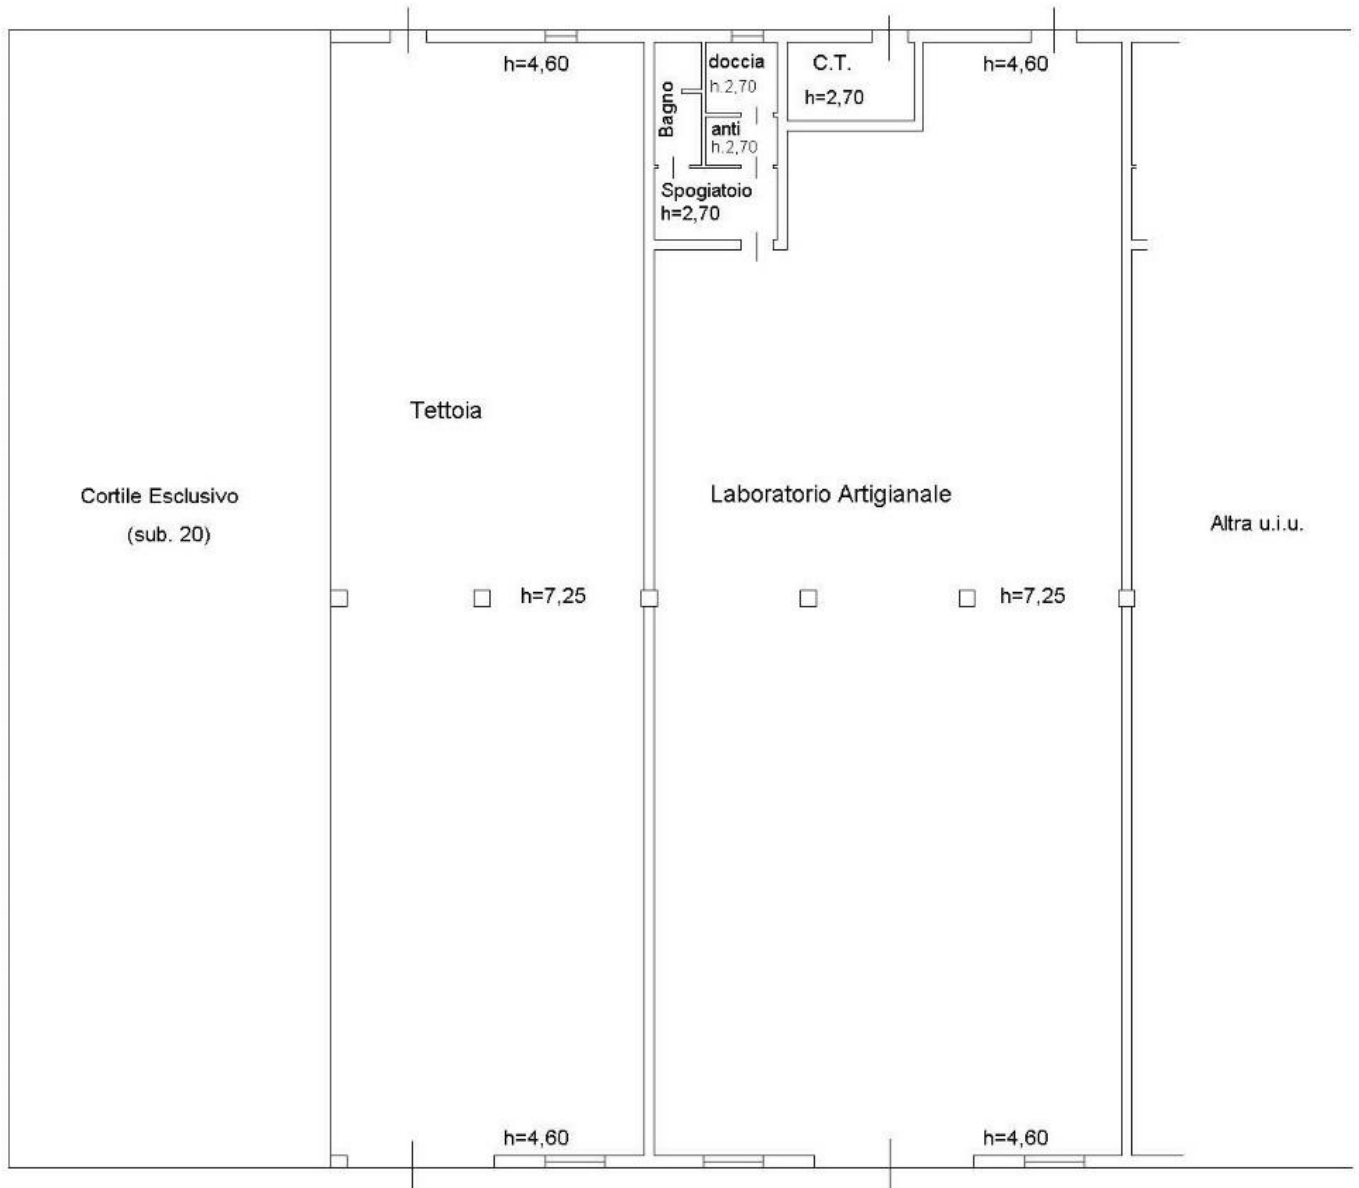 h=4,60
doccia
h.2,70
C.T.
h=2,70
h=4,60
Bagno
anti
h.2,70
Spogiatoio
h=2,70
Tettoia
Cortile Esclusivo
(sub. 20)
Laboratorio Artigianale
Altra u.i.u.
h=7,25
h=7,25
h=4,60
h=4,60